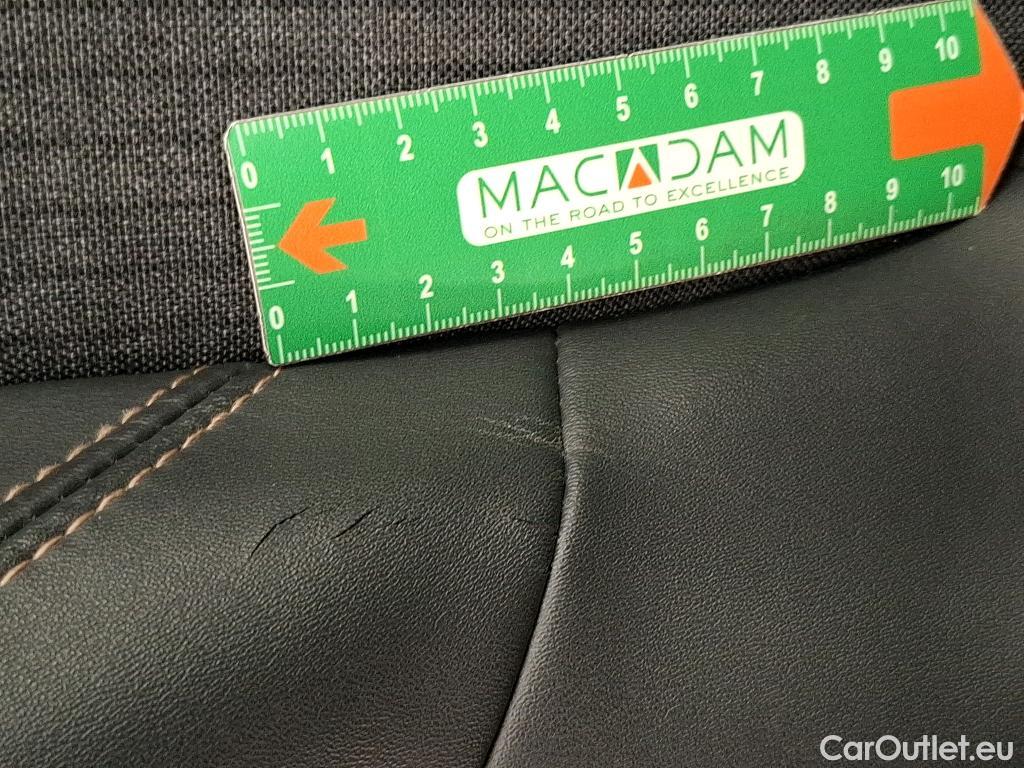 0 1 2 3 4 5 6 7 8 9 10
MACADAM
ON THE ROAD TO EXCELLENCE
0 1 2 3 4 5 6 7 8 9 10
CarOutlet.eu